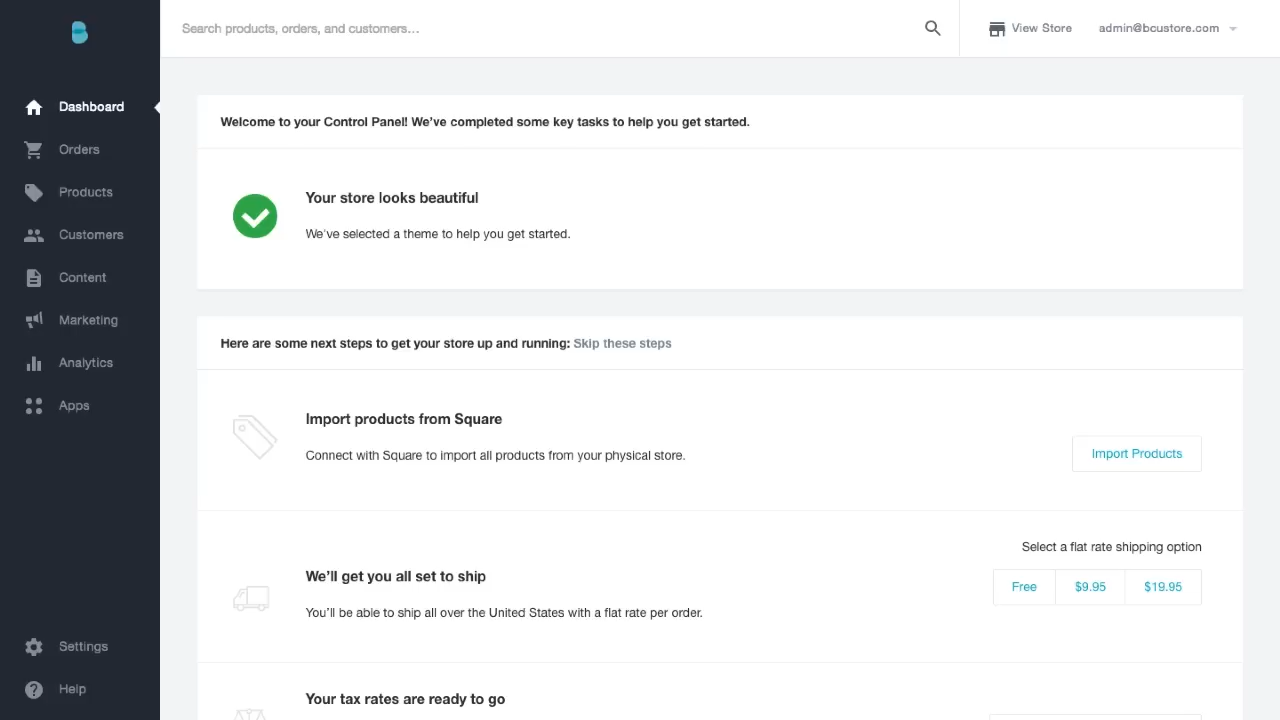 Search products, orders, and customers...
View Store
admin@bcustore.com
Dashboard
Orders
Products
Customers
Content
Marketing
Analytics
Apps
Settings
Help
Welcome to your Control Panel! We've completed some key tasks to help you get started.
Your store looks beautiful
We've selected a theme to help you get started.
Here are some next steps to get your store up and running: Skip these steps
Import products from Square
Connect with Square to import all products from your physical store.
Import Products
Select a flat rate shipping option
We'll get you all set to ship
Free $9.95 $19.95
You'll be able to ship all over the United States with a flat rate per order.
Your tax rates are ready to go